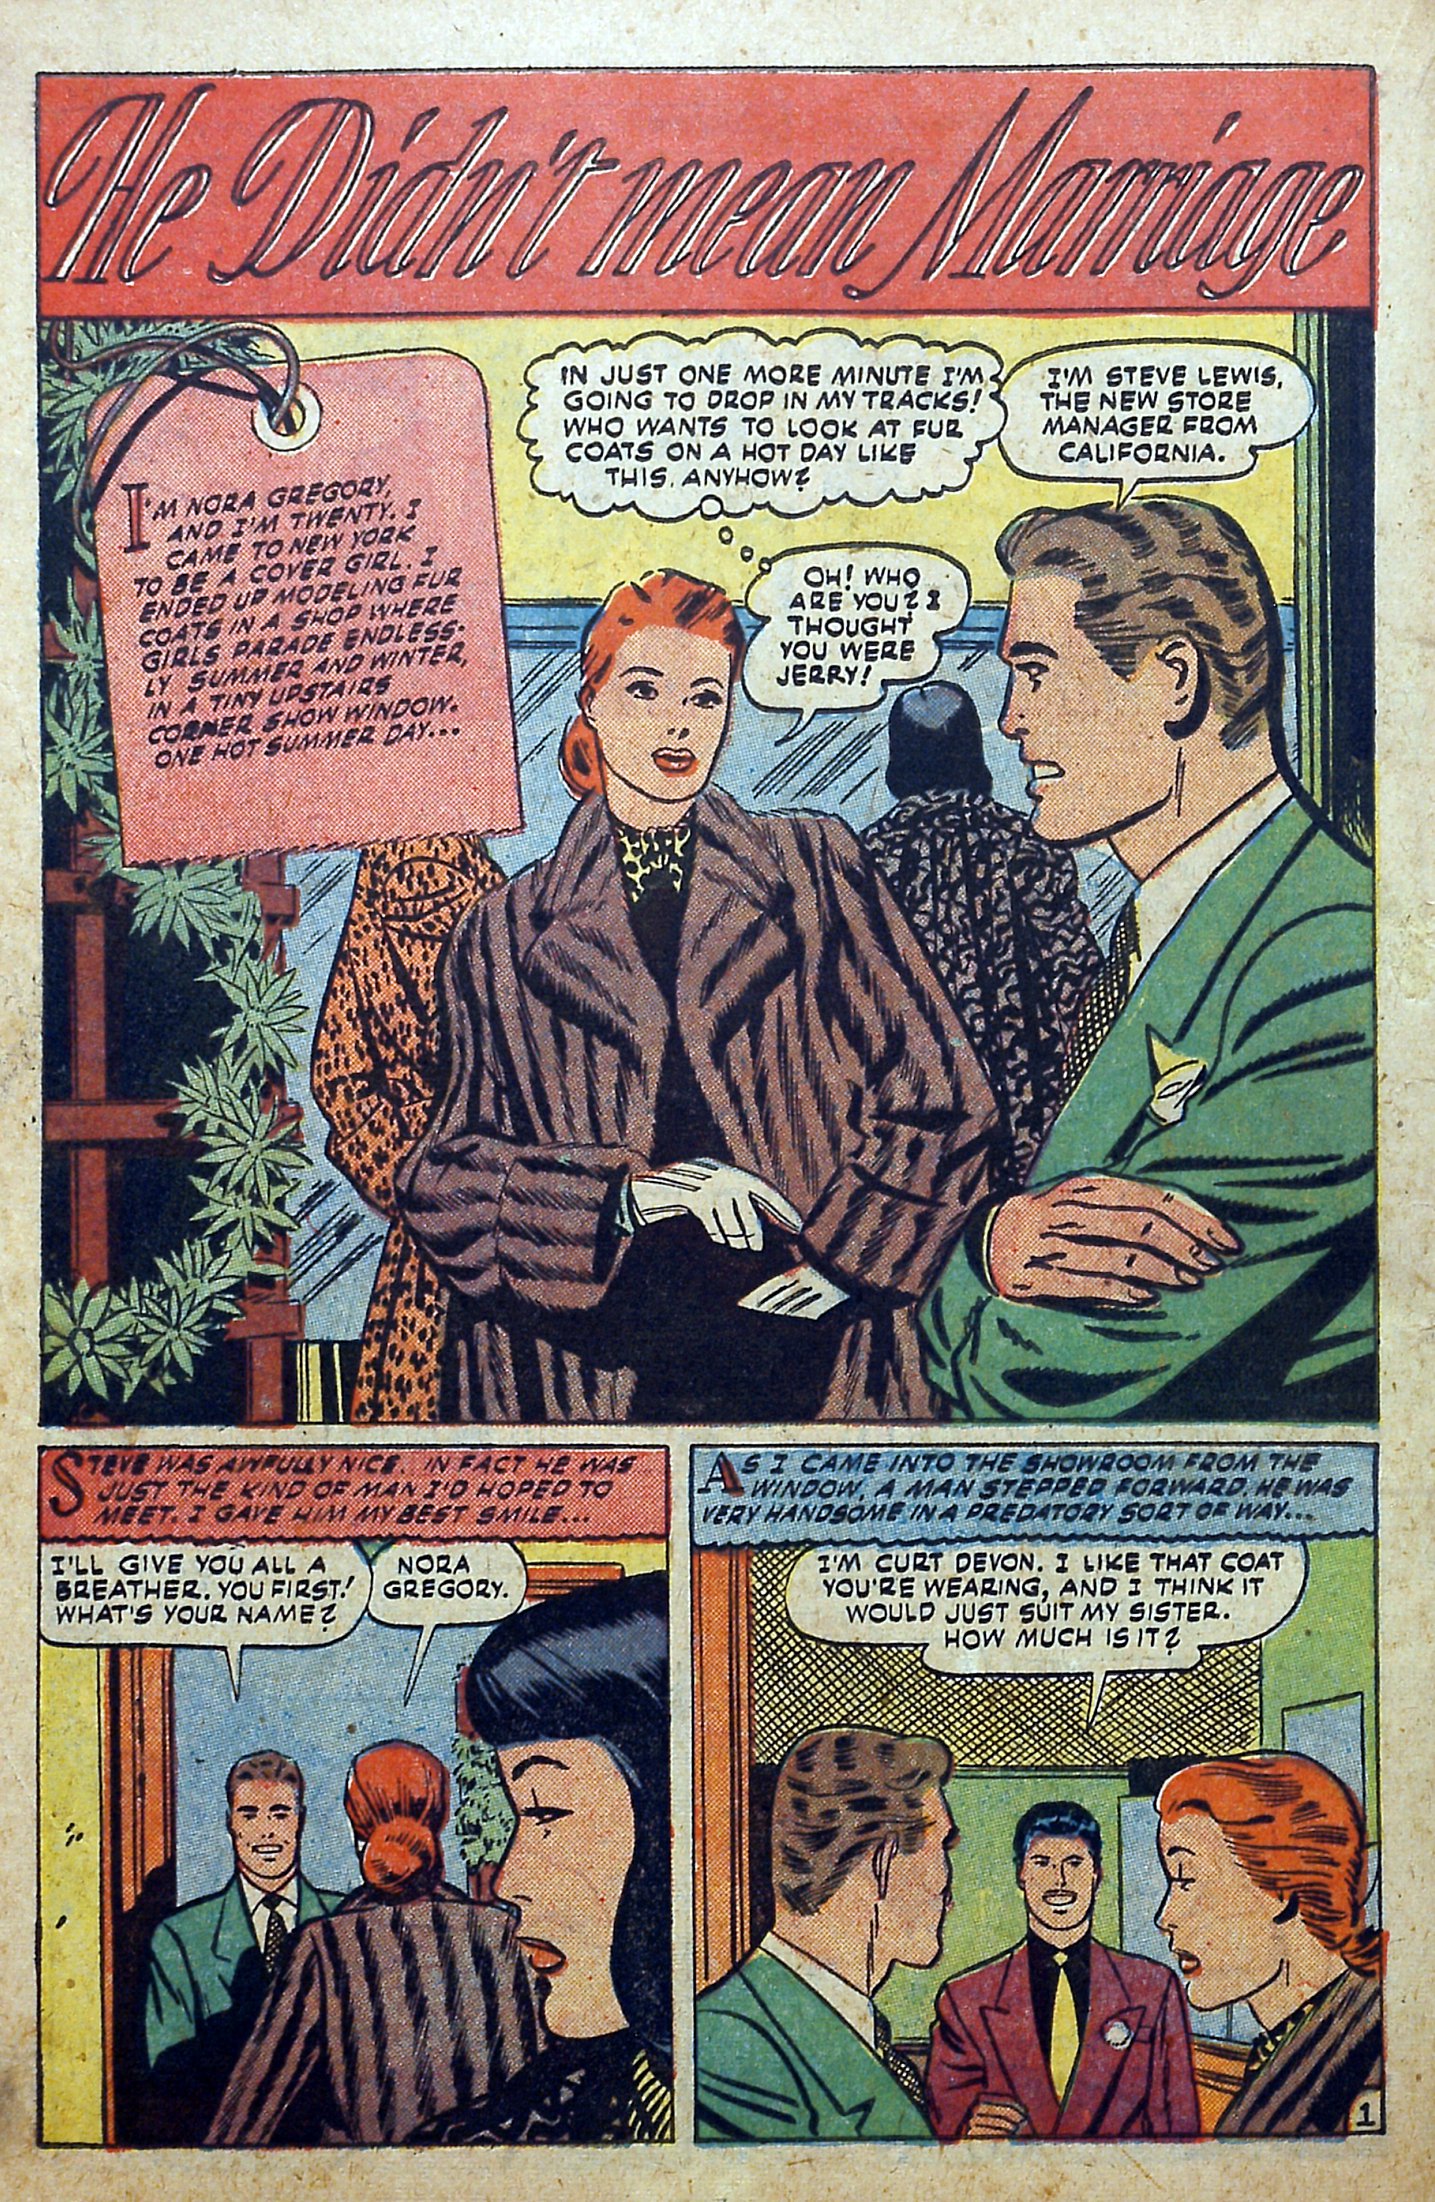 He Didn't mean Marriage
I'M NORA GREGORY,
AND I'M TWENTY. I
CAME TO NEW YORK
TO BE A COVER GIRL. I
ENDED UP MODELING FUR
COATS IN A SHOP WHERE
GIRLS PARADE ENDLESS-
LY SUMMER AND WINTER,
IN A TINY UPSTAIRS
CORNER SHOW WINDOW.
ONE HOT SUMMER DAY...
IN JUST ONE MORE MINUTE I'M
GOING TO DROP IN MY TRACKS!
WHO WANTS TO LOOK AT FUR
COATS ON A HOT DAY LIKE
THIS, ANYHOW?
I'M STEVE LEWIS,
THE NEW STORE
MANAGER FROM
CALIFORNIA.
OH! WHO
ARE YOU? I
THOUGHT
YOU WERE
JERRY!
STEVE WAS AWFULLY NICE. IN FACT HE WAS
JUST THE KIND OF MAN I'D HOPED TO
MEET. I GAVE HIM MY BEST SMILE...
I'LL GIVE YOU ALL A
BREATHER. YOU FIRST!
WHAT'S YOUR NAME?
NORA
GREGORY.
AS I CAME INTO THE SHOWROOM FROM THE
WINDOW, A MAN STEPPED FORWARD. HE WAS
VERY HANDSOME IN A PREDATORY SORT OF WAY...
I'M CURT DEVON. I LIKE THAT COAT
YOU'RE WEARING, AND I THINK IT
WOULD JUST SUIT MY SISTER.
HOW MUCH IS IT?
1